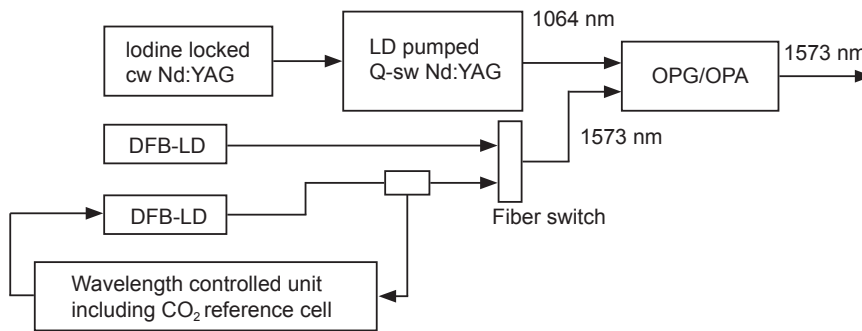 1064 nm
Iodine locked
cw Nd:YAG
LD pumped
Q-sw Nd:YAG
OPG/OPA
1573 nm
DFB-LD
1573 nm
DFB-LD
Fiber switch
Wavelength controlled unit
including CO₂ reference cell